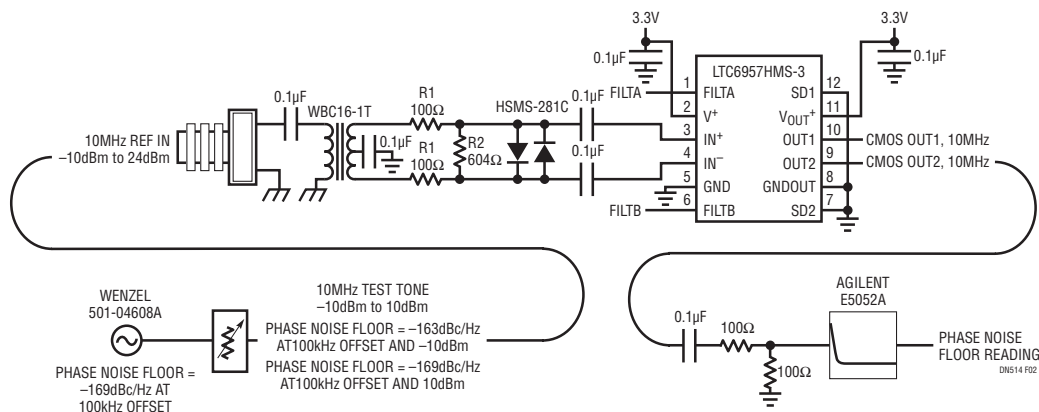 3.3V
3.3V
0.1µF
0.1µF
LTC6957HMS-3
0.1µF
WBC16-1T
R1
100Ω
HSMS-281C
0.1µF
FILTA
1
FILTA
SD1
12
2
V+
VOUT+
11
10MHz REF IN
–10dBm to 24dBm
0.1µF
R2
604Ω
3
IN+
OUT1
10
CMOS OUT1, 10MHz
R1
100Ω
0.1µF
4
IN–
OUT2
9
CMOS OUT2, 10MHz
5
GND
GNDOUT
8
FILTB
6
FILTB
SD2
7
WENZEL
501-04608A
10MHz TEST TONE
–10dBm to 10dBm
PHASE NOISE FLOOR = –163dBc/Hz
AT100kHz OFFSET AND –10dBm
PHASE NOISE FLOOR = –169dBc/Hz
AT100kHz OFFSET AND 10dBm
PHASE NOISE FLOOR =
–169dBc/Hz AT
100kHz OFFSET
0.1µF
100Ω
100Ω
AGILENT
E5052A
PHASE NOISE
FLOOR READING
DN514 F02